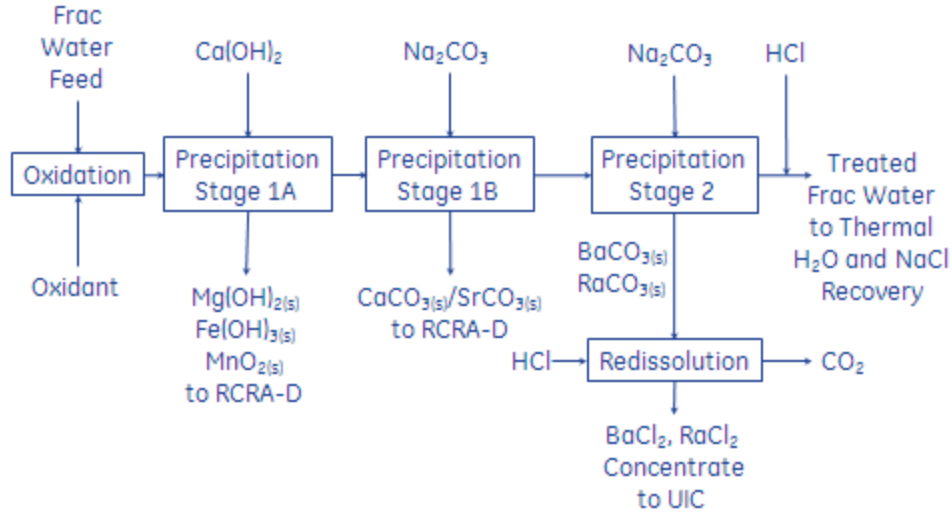 Frac
Water
Feed
Ca(OH)₂
Na₂CO₃
Na₂CO₃
HCl
Oxidation
Precipitation
Stage 1A
Precipitation
Stage 1B
Precipitation
Stage 2
Treated
Frac Water
to Thermal
H₂O and NaCl
Recovery
Oxidant
Mg(OH)₂(s)
Fe(OH)₃(s)
MnO₂(s)
to RCRA-D
CaCO₃(s)/SrCO₃(s)
to RCRA-D
BaCO₃(s)
RaCO₃(s)
HCl
Redissolution
CO₂
BaCl₂, RaCl₂
Concentrate
to UIC